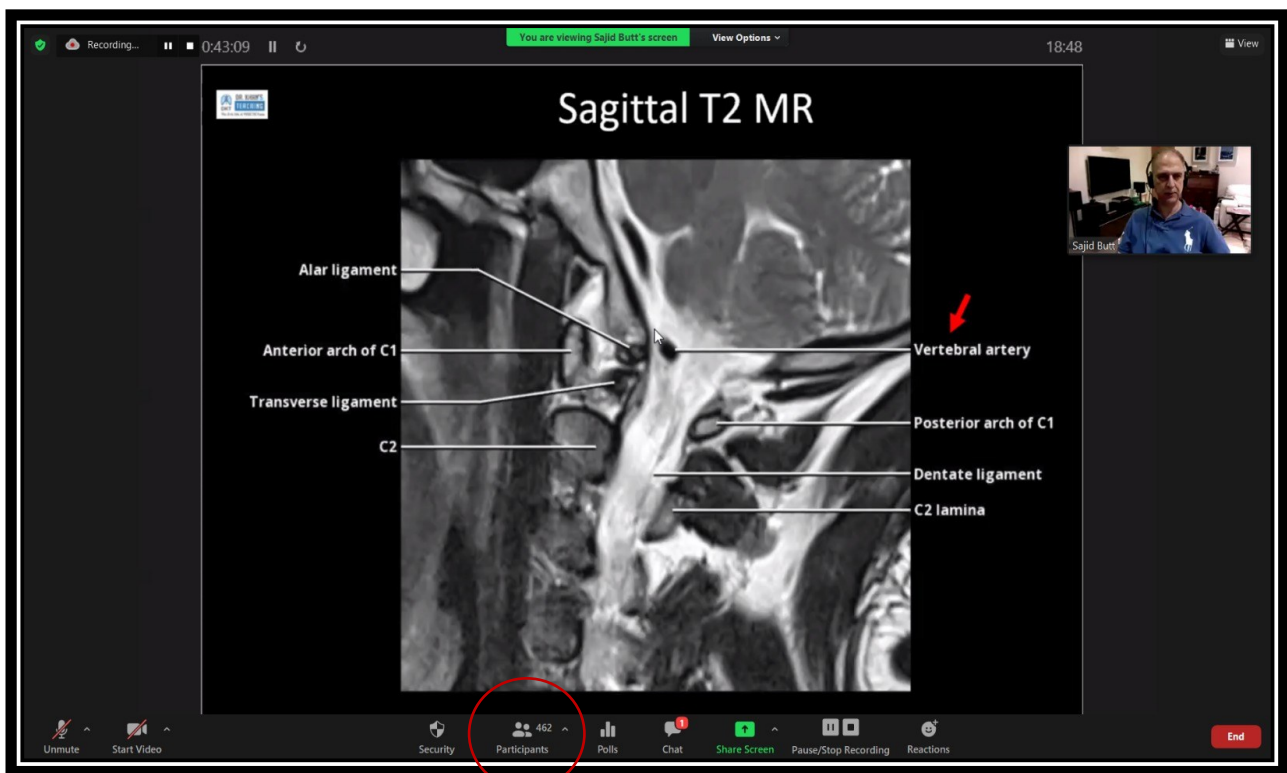 Recording...
0:43:09
You are viewing Sajid Butt's screen
View Options
18:48
View
Sagittal T2 MR
Sajid Butt
Alar ligament
Anterior arch of C1
Transverse ligament
C2
Vertebral artery
Posterior arch of C1
Dentate ligament
C2 lamina
Unmute
Start Video
Security
462
Participants
Polls
1
Chat
Share Screen
Pause/Stop Recording
Reactions
End